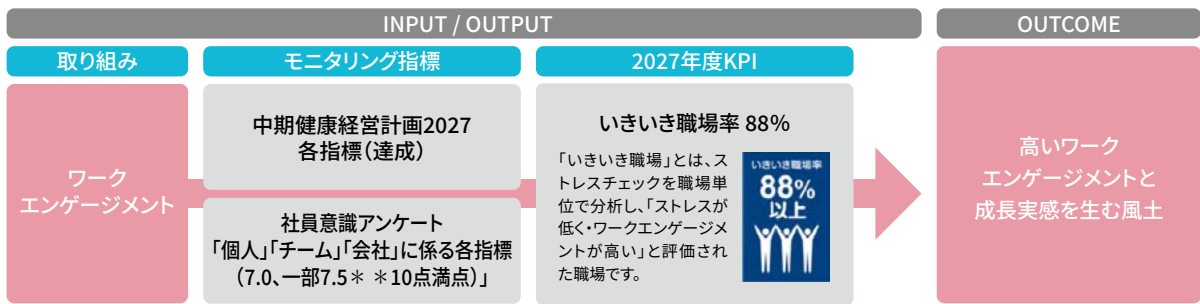 INPUT / OUTPUT
OUTCOME
取り組み
モニタリング指標
2027年度KPI
ワーク
エンゲージメント
中期健康経営計画2027
各指標（達成）
社員意識アンケート
「個人」「チーム」「会社」に係る各指標
（7.0、一部7.5＊ ＊10点満点）」
いきいき職場率 88%
「いきいき職場」とは、ス
トレスチェックを職場単
位で分析し、「ストレスが
低く・ワークエンゲージメ
ントが高い」と評価され
た職場です。
いきいき職場率
88%
以上
高いワーク
エンゲージメントと
成長実感を生む風土